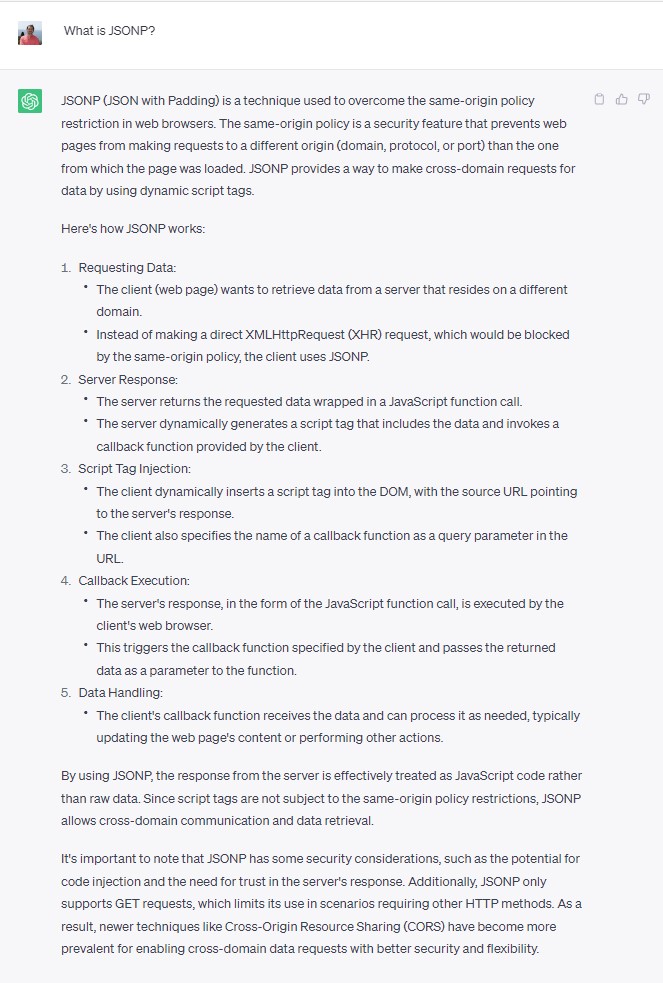 What is JSONP?
JSONP (JSON with Padding) is a technique used to overcome the same-origin policy
restriction in web browsers. The same-origin policy is a security feature that prevents web
pages from making requests to a different origin (domain, protocol, or port) than the one
from which the page was loaded. JSONP provides a way to make cross-domain requests for
data by using dynamic script tags.
Here's how JSONP works:
1. Requesting Data:
• The client (web page) wants to retrieve data from a server that resides on a different
domain.
• Instead of making a direct XMLHttpRequest (XHR) request, which would be blocked
by the same-origin policy, the client uses JSONP.
2. Server Response:
• The server returns the requested data wrapped in a JavaScript function call.
• The server dynamically generates a script tag that includes the data and invokes a
callback function provided by the client.
3. Script Tag Injection:
• The client dynamically inserts a script tag into the DOM, with the source URL pointing
to the server's response.
• The client also specifies the name of a callback function as a query parameter in the
URL.
4. Callback Execution:
• The server's response, in the form of the JavaScript function call, is executed by the
client's web browser.
• This triggers the callback function specified by the client and passes the returned
data as a parameter to the function.
5. Data Handling:
• The client's callback function receives the data and can process it as needed, typically
updating the web page's content or performing other actions.
By using JSONP, the response from the server is effectively treated as JavaScript code rather
than raw data. Since script tags are not subject to the same-origin policy restrictions, JSONP
allows cross-domain communication and data retrieval.
It's important to note that JSONP has some security considerations, such as the potential for
code injection and the need for trust in the server's response. Additionally, JSONP only
supports GET requests, which limits its use in scenarios requiring other HTTP methods. As a
result, newer techniques like Cross-Origin Resource Sharing (CORS) have become more
prevalent for enabling cross-domain data requests with better security and flexibility.